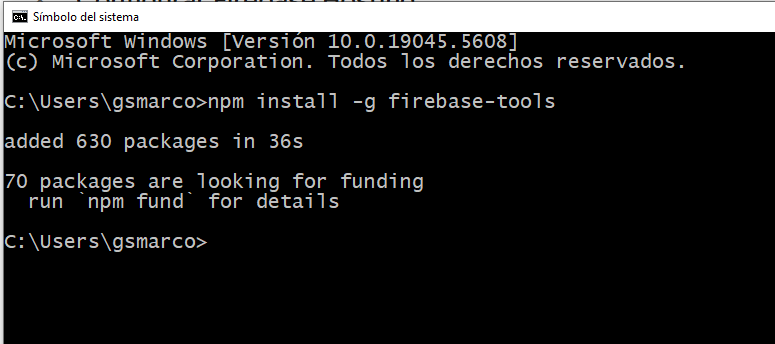 Símbolo del sistema
Microsoft Windows [Versión 10.0.19045.5608]
(c) Microsoft Corporation. Todos los derechos reservados.
C:\Users\gsmarco>npm install -g firebase-tools
added 630 packages in 36s
70 packages are looking for funding
  run `npm fund` for details
C:\Users\gsmarco>